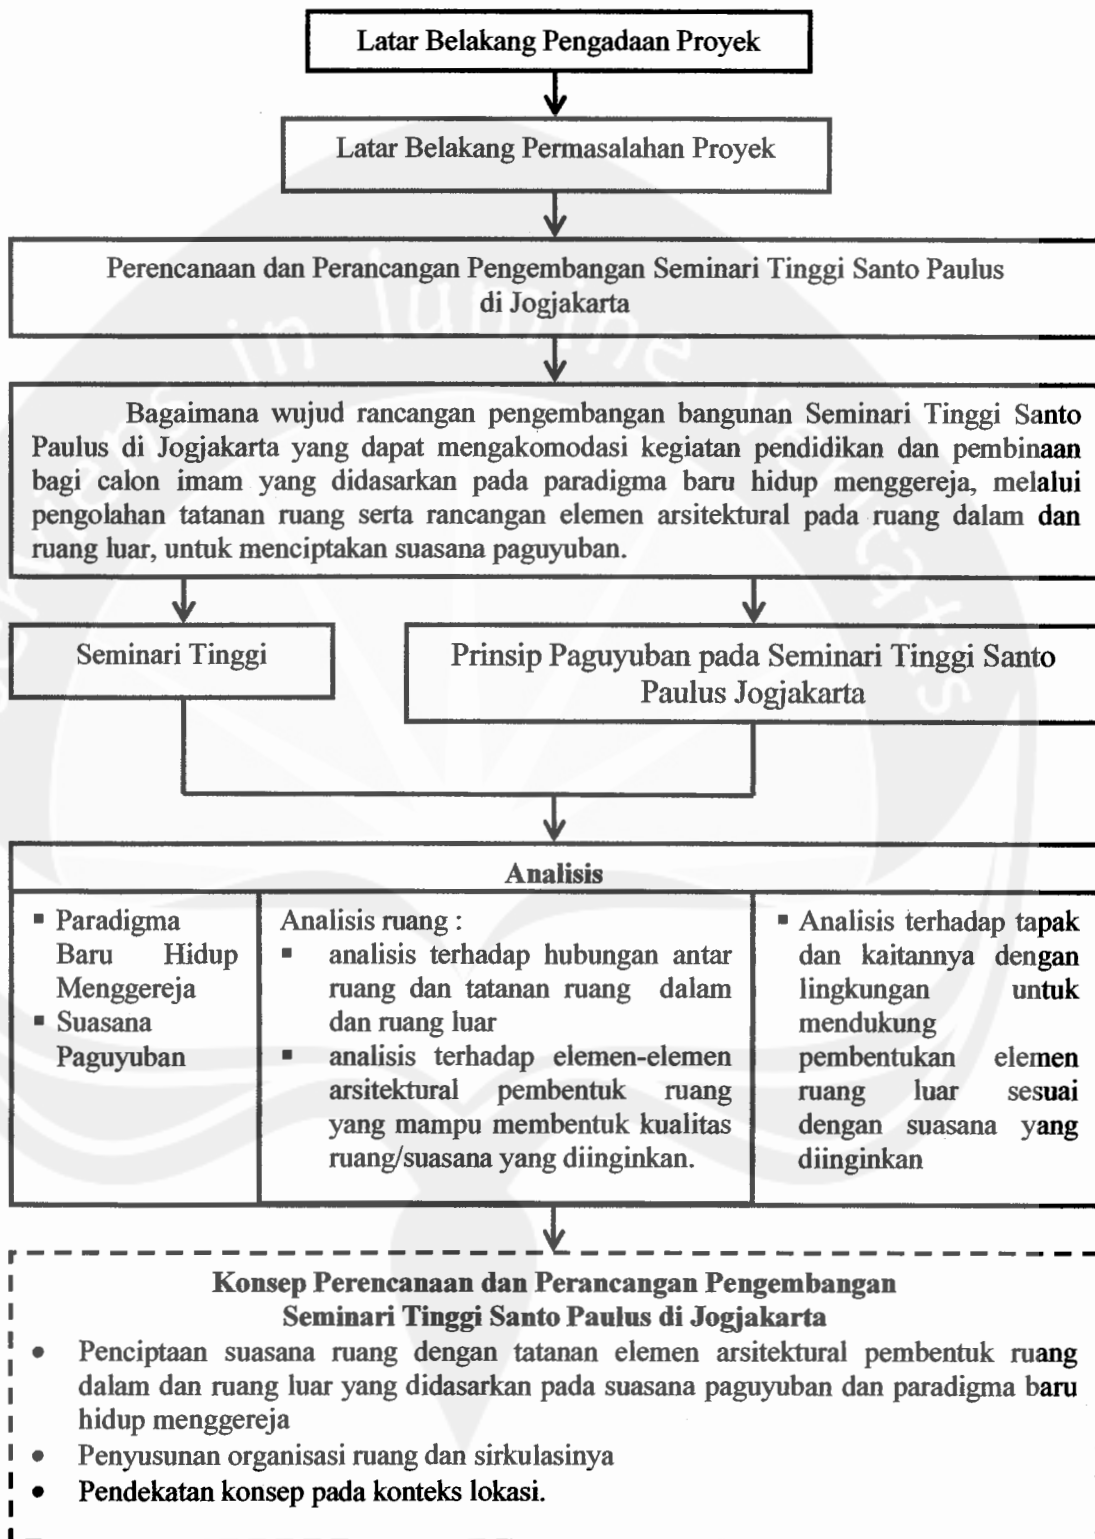 Latar Belakang Pengadaan Proyek
Latar Belakang Permasalahan Proyek
Perencanaan dan Perancangan Pengembangan Seminari Tinggi Santo Paulus
di Jogjakarta
Bagaimana wujud rancangan pengembangan bangunan Seminari Tinggi Santo
Paulus di Jogjakarta yang dapat mengakomodasi kegiatan pendidikan dan pembinaan
bagi calon imam yang didasarkan pada paradigma baru hidup menggereja, melalui
pengolahan tatanan ruang serta rancangan elemen arsitektural pada ruang dalam dan
ruang luar, untuk menciptakan suasana paguyuban.
Seminari Tinggi
Prinsip Paguyuban pada Seminari Tinggi Santo
Paulus Jogjakarta
Analisis
▪ Paradigma
Baru Hidup
Menggereja
▪ Suasana
Paguyuban
Analisis ruang :
▪ analisis terhadap hubungan antar
ruang dan tatanan ruang dalam
dan ruang luar
▪ analisis terhadap elemen-elemen
arsitektural pembentuk ruang
yang mampu membentuk kualitas
ruang/suasana yang diinginkan.
▪ Analisis terhadap tapak
dan kaitannya dengan
lingkungan untuk
mendukung
pembentukan elemen
ruang luar sesuai
dengan suasana yang
diinginkan
Konsep Perencanaan dan Perancangan Pengembangan
Seminari Tinggi Santo Paulus di Jogjakarta
• Penciptaan suasana ruang dengan tatanan elemen arsitektural pembentuk ruang
dalam dan ruang luar yang didasarkan pada suasana paguyuban dan paradigma baru
hidup menggereja
• Penyusunan organisasi ruang dan sirkulasinya
• Pendekatan konsep pada konteks lokasi.
serviens in lumine veritatis